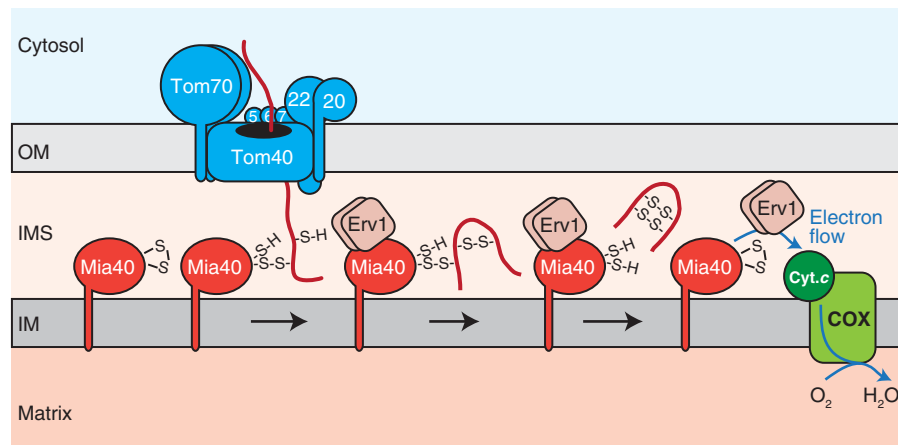 Cytosol
Tom70
22
20
5
6
7
Tom40
OM
IMS
-S-H
Erv1
Erv1
Erv1
Electron
flow
Mia40
S
S
Mia40
-S-H
-S-S-
Mia40
-S-H
-S-S-
-S-S-
Mia40
-S-H
-S-H
-S-S-
-S-S-
-S-S-
Mia40
S
S
Cyt.c
IM
COX
O2
H2O
Matrix